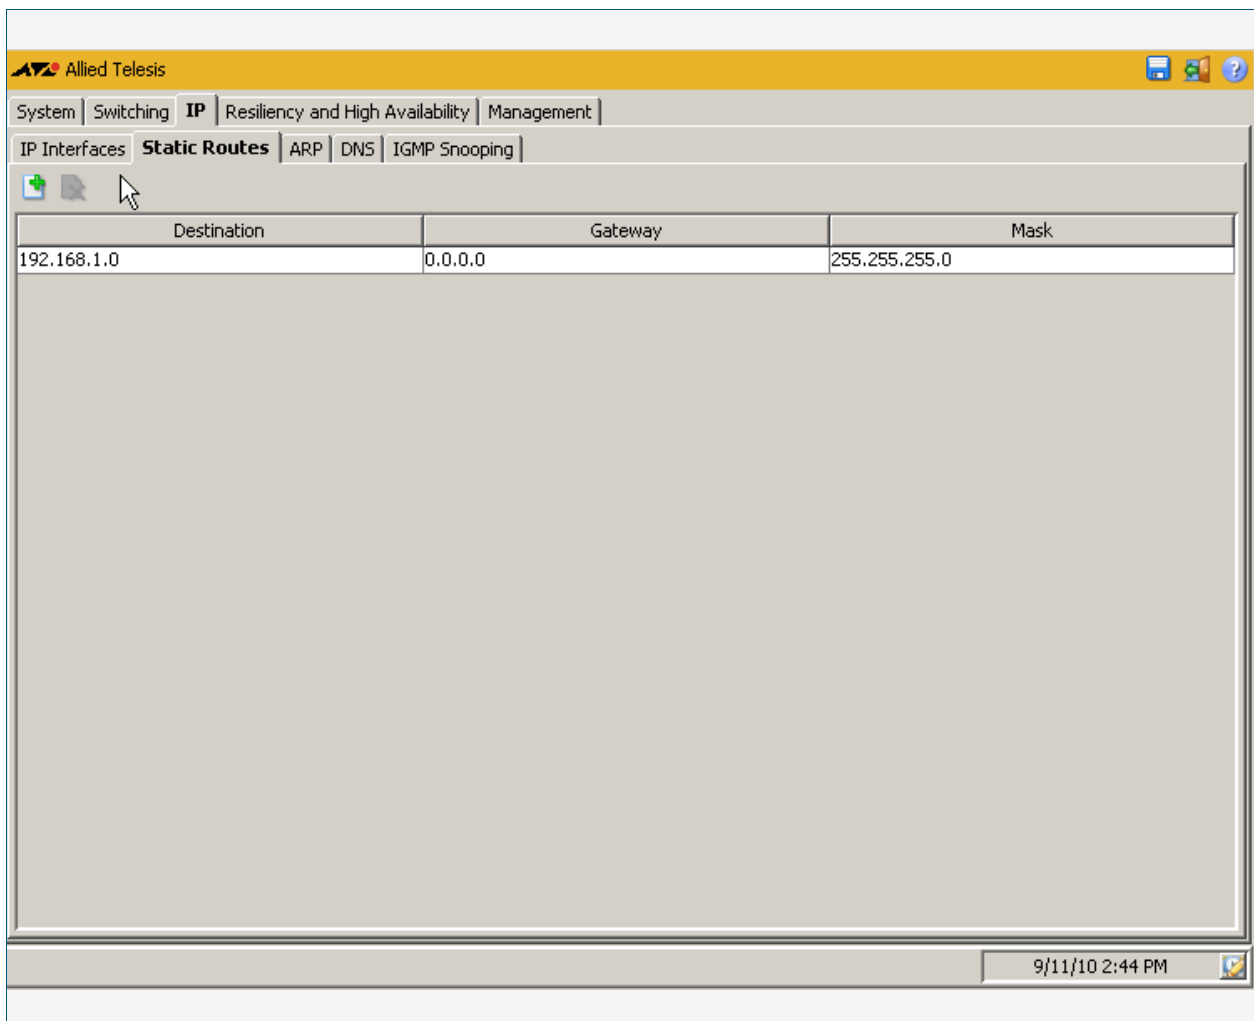 Allied Telesis
System Switching IP Resiliency and High Availability Management
IP Interfaces Static Routes ARP DNS IGMP Snooping
Destination Gateway Mask
192.168.1.0 0.0.0.0 255.255.255.0
9/11/10 2:44 PM